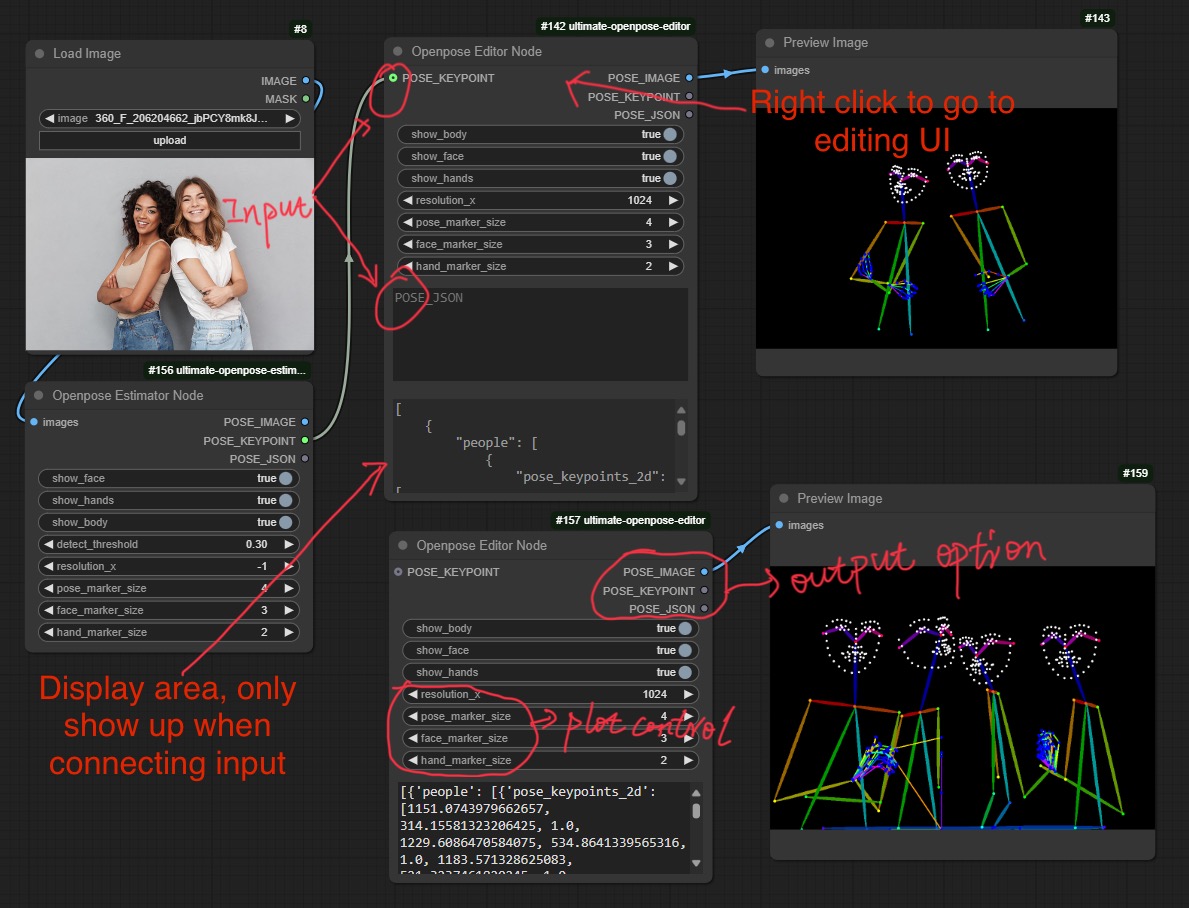 #8
Load Image
IMAGE
MASK
image 360_F_206204662_jbPCY8mk8J...
upload
Input
#156 ultimate-openpose-estim...
Openpose Estimator Node
images
POSE_IMAGE
POSE_KEYPOINT
POSE_JSON
show_face true
show_hands true
show_body true
detect_threshold 0.30
resolution_x -1
pose_marker_size 4
face_marker_size 3
hand_marker_size 2
Display area, only
show up when
connecting input
#142 ultimate-openpose-editor
Openpose Editor Node
POSE_KEYPOINT
POSE_IMAGE
POSE_KEYPOINT
POSE_JSON
show_body true
show_face true
show_hands true
resolution_x 1024
pose_marker_size 4
face_marker_size 3
hand_marker_size 2
POSE_JSON
[
{
"people": [
{
"pose_keypoints_2d":
#157 ultimate-openpose-editor
Openpose Editor Node
POSE_KEYPOINT
POSE_IMAGE
POSE_KEYPOINT
POSE_JSON
show_body true
show_face true
show_hands true
resolution_x 1024
pose_marker_size 4
face_marker_size 3
hand_marker_size 2
plot control
[{'people': [{'pose_keypoints_2d':
[1151.0743979662657,
314.15581323206425, 1.0,
1229.6086470584075, 534.8641339565316,
1.0, 1183.571328625083,
#143
Preview Image
images
Right click to go to
editing UI
#159
Preview Image
images
output option